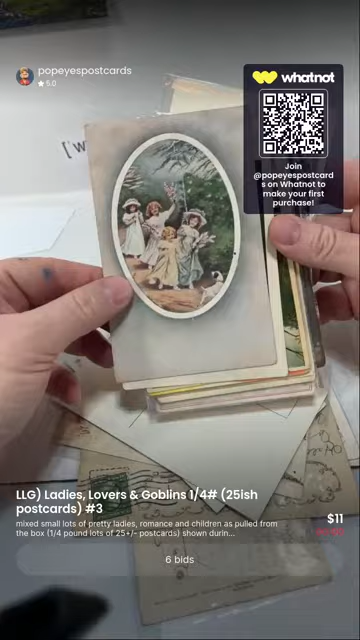 popeyespostcards
5.0
whatnot
Join
@popeyespostcard
s on Whatnot to
make your first
purchase!
LLG) Ladies, Lovers & Goblins 1/4# (25ish
postcards) #3
$11
mixed small lots of pretty ladies, romance and children as pulled from
the box (1/4 pound lots of 25+/- postcards) shown durin...
6 bids